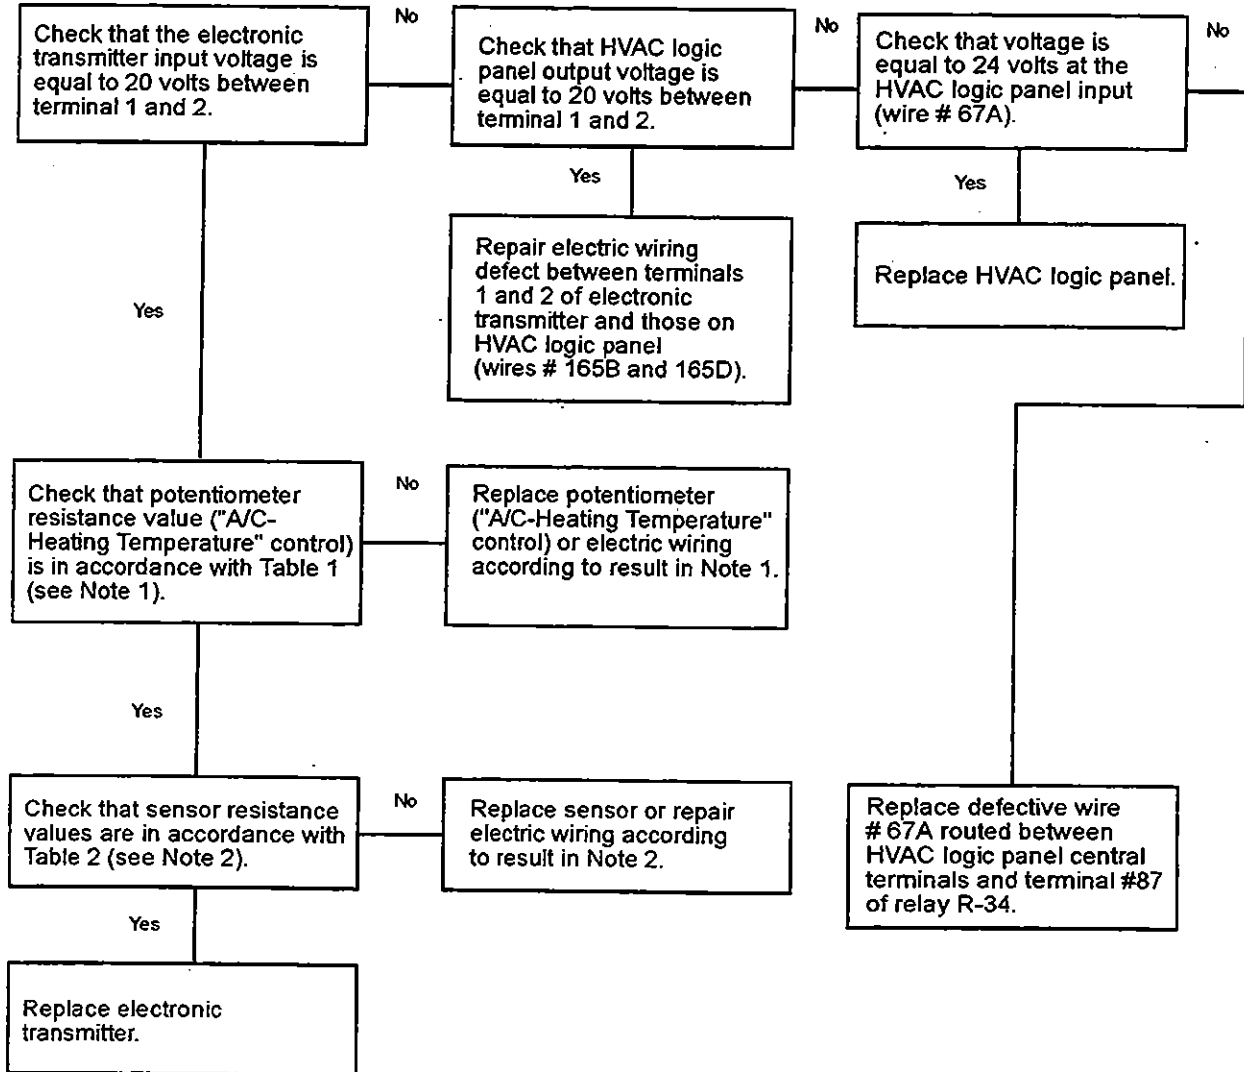 Check that the electronic
transmitter input voltage is
equal to 20 volts between
terminal 1 and 2.
No
Check that HVAC logic
panel output voltage is
equal to 20 volts between
terminal 1 and 2.
No
Check that voltage is
equal to 24 volts at the
HVAC logic panel input
(wire # 67A).
No
Yes
Repair electric wiring
defect between terminals
1 and 2 of electronic
transmitter and those on
HVAC logic panel
(wires # 165B and 165D).
Yes
Replace HVAC logic panel.
Yes
Check that potentiometer
resistance value ("A/C-
Heating Temperature" control)
is in accordance with Table 1
(see Note 1).
No
Replace potentiometer
("A/C-Heating Temperature"
control) or electric wiring
according to result in Note 1.
Yes
Check that sensor resistance
values are in accordance with
Table 2 (see Note 2).
No
Replace sensor or repair
electric wiring according
to result in Note 2.
Replace defective wire
# 67A routed between
HVAC logic panel central
terminals and terminal #87
of relay R-34.
Yes
Replace electronic
transmitter.